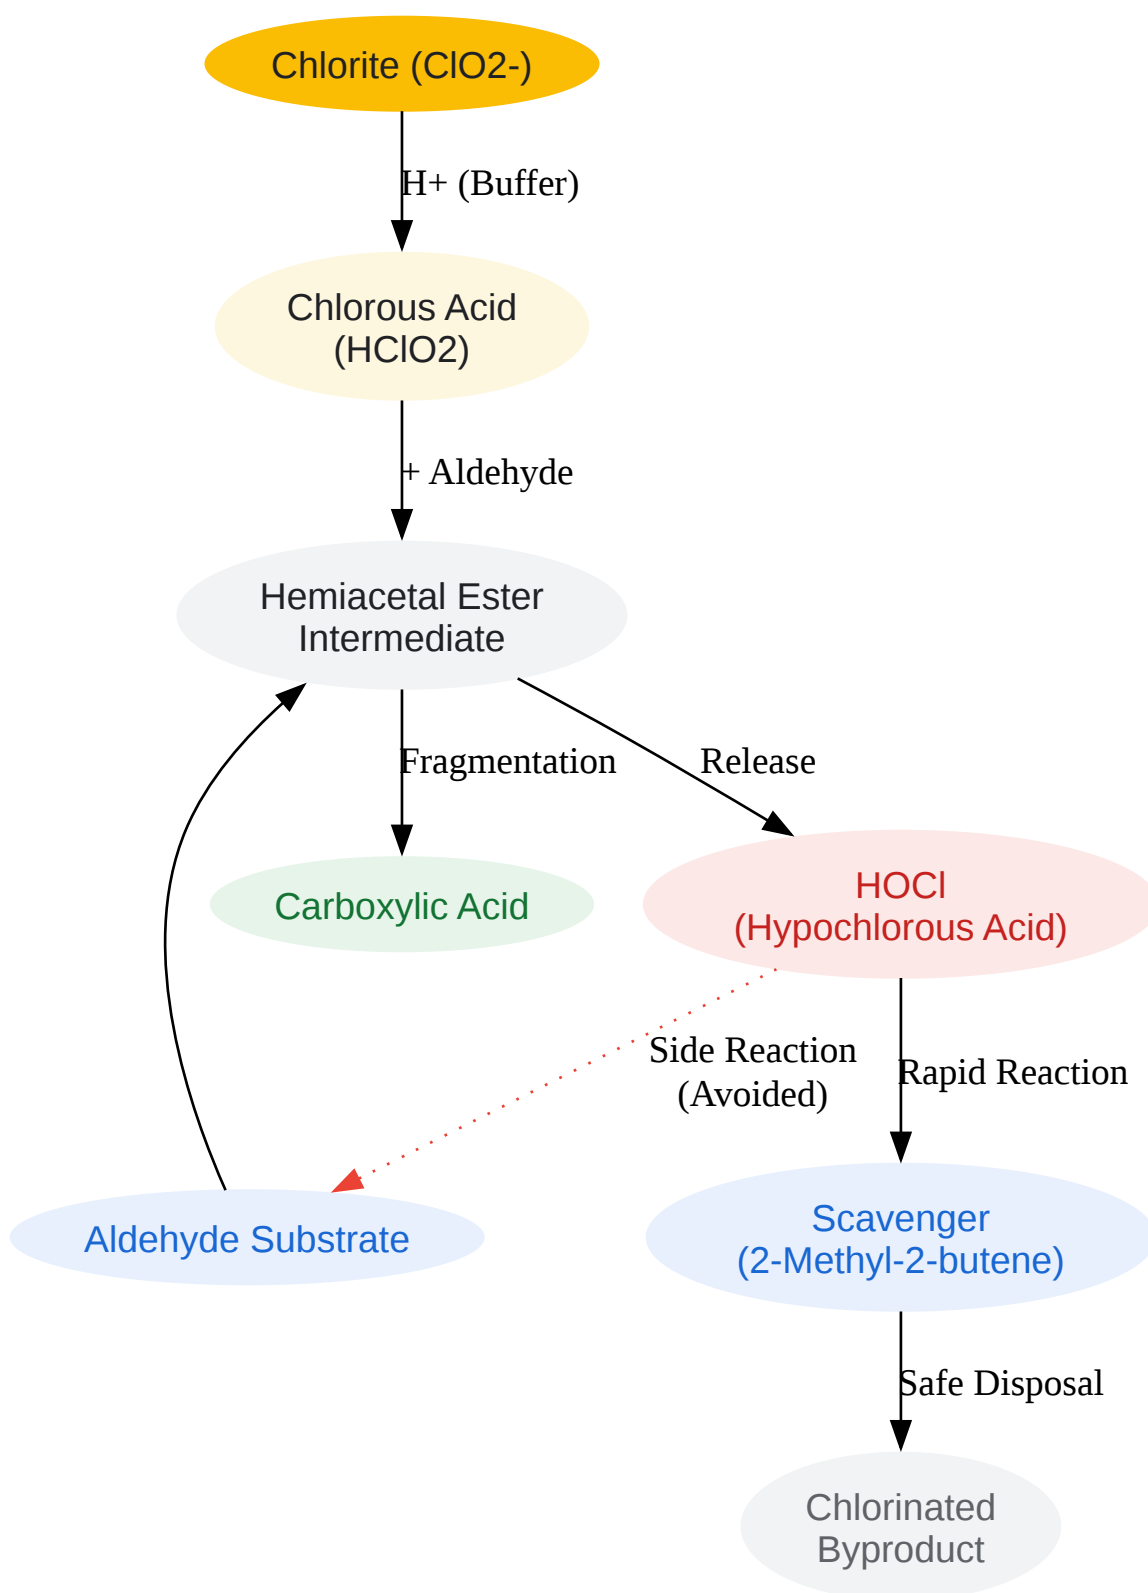 Chlorite (ClO2-)
H+ (Buffer)
Chlorous Acid
(HClO2)
+ Aldehyde
Hemiacetal Ester
Intermediate
Fragmentation
Release
Carboxylic Acid
HOCl
(Hypochlorous Acid)
Side Reaction
(Avoided)
Rapid Reaction
Aldehyde Substrate
Scavenger
(2-Methyl-2-butene)
Safe Disposal
Chlorinated
Byproduct